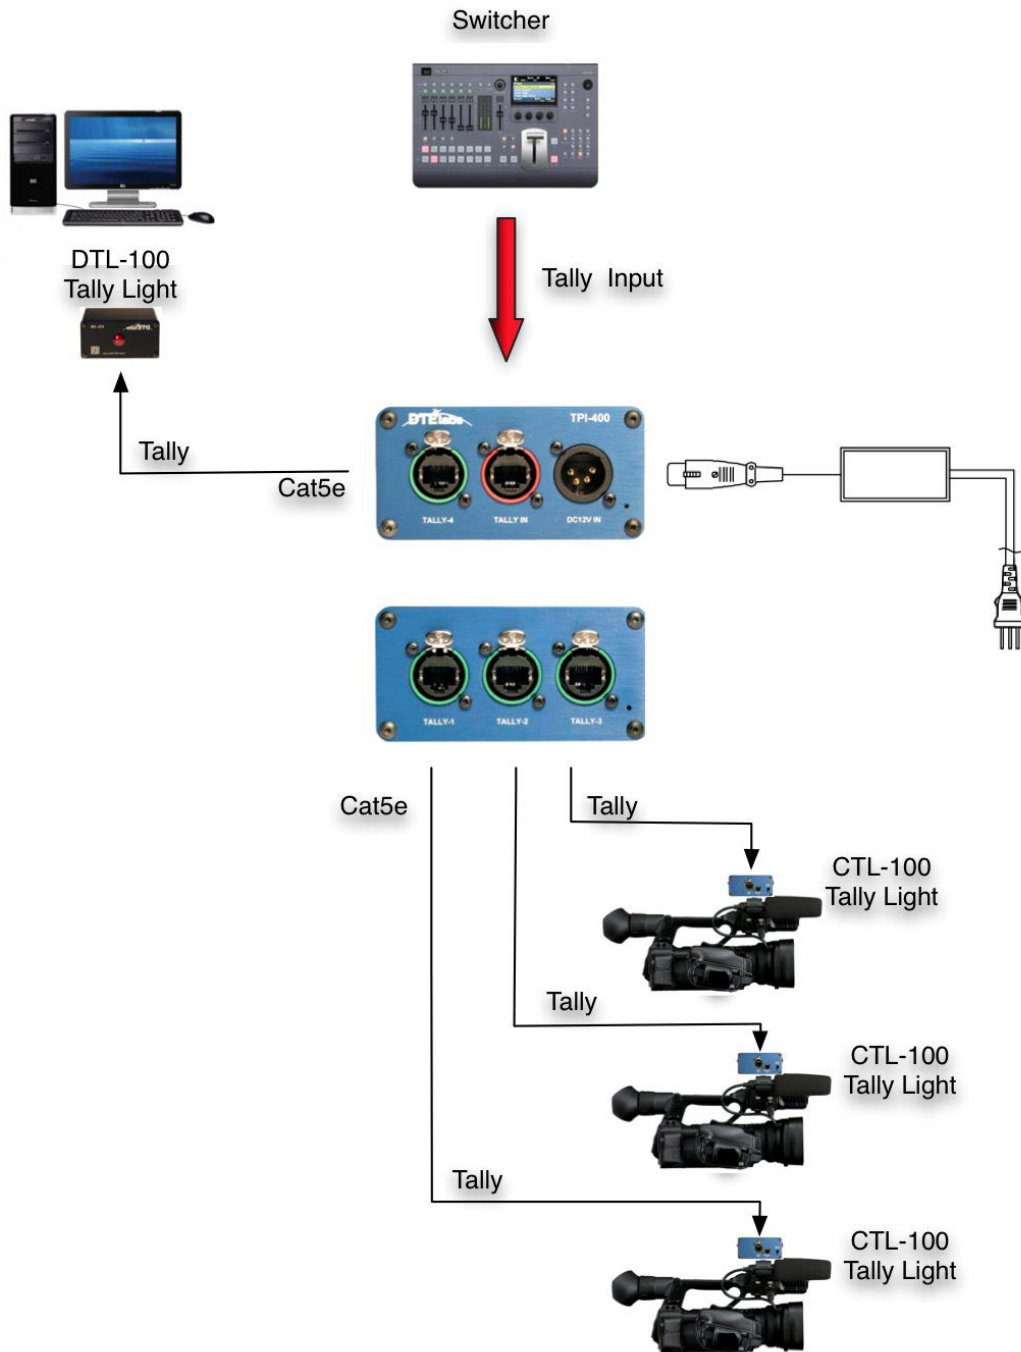 Switcher
DTL-100
Tally Light
Tally Input
Tally
Cat5e
DTElabs
TPI-400
TALLY-4
TALLY IN
DC12V IN
TALLY-1
TALLY-2
TALLY-3
Cat5e
Tally
CTL-100
Tally Light
Tally
CTL-100
Tally Light
Tally
CTL-100
Tally Light